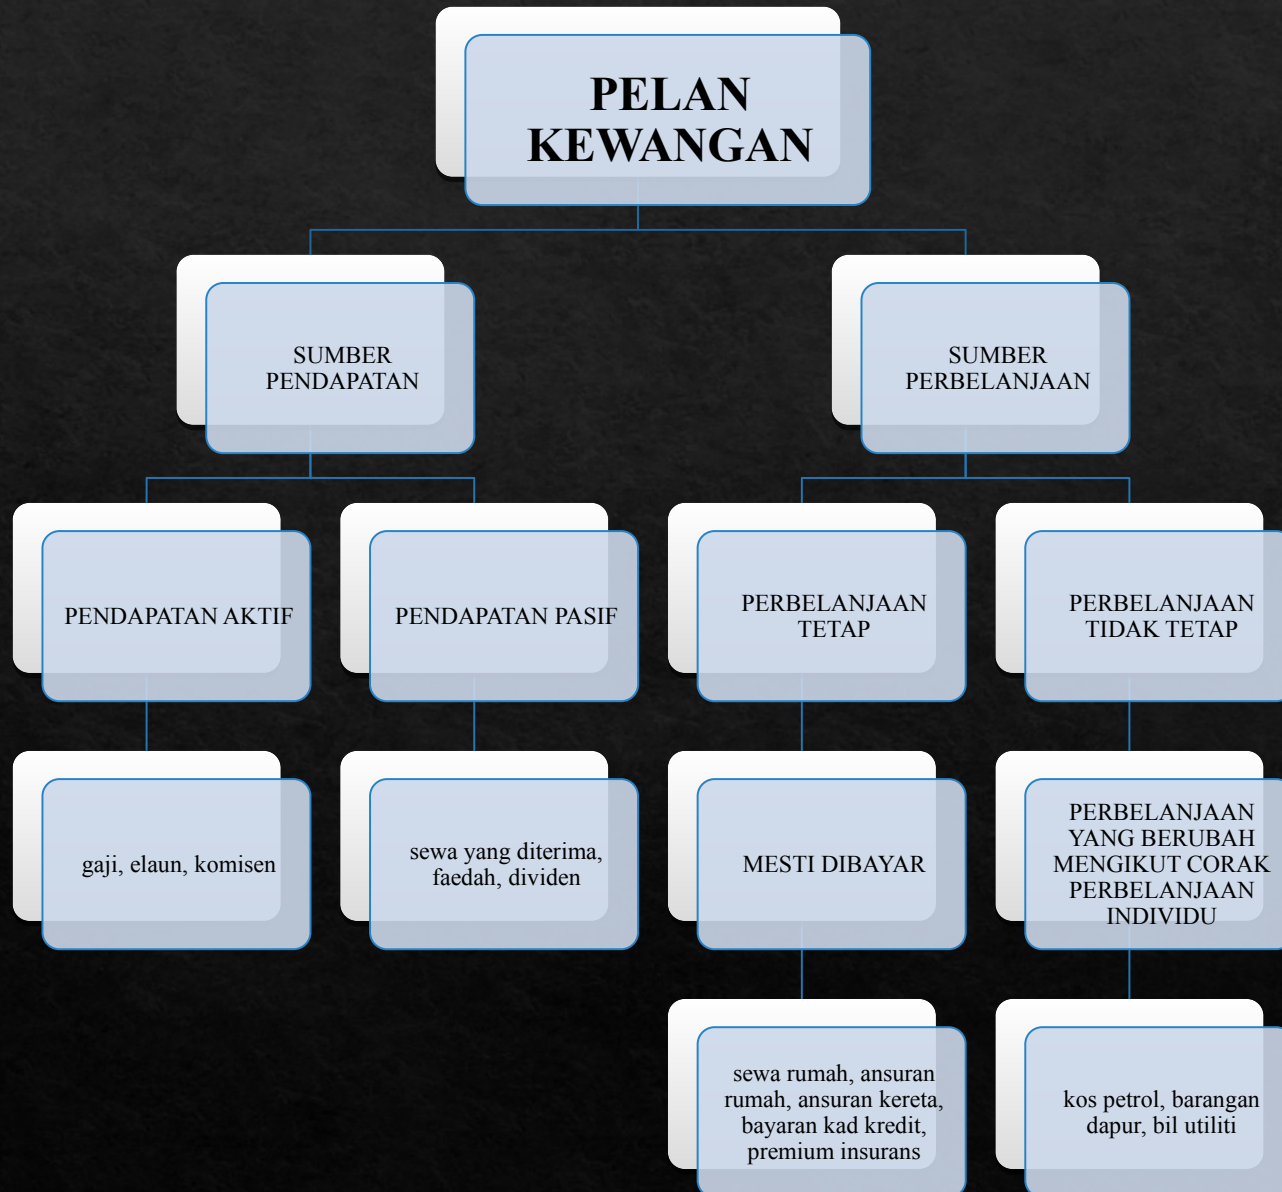 PELAN
KEWANGAN
SUMBER
PENDAPATAN
SUMBER
PERBELANJAAN
PENDAPATAN AKTIF
PENDAPATAN PASIF
PERBELANJAAN
TETAP
PERBELANJAAN
TIDAK TETAP
gaji, elaun, komisen
sewa yang diterima,
faedah, dividen
MESTI DIBAYAR
PERBELANJAAN
YANG BERUBAH
MENGIKUT CORAK
PERBELANJAAN
INDIVIDU
sewa rumah, ansuran
rumah, ansuran kereta,
bayaran kad kredit,
premium insurans
kos petrol, barangan
dapur, bil utiliti